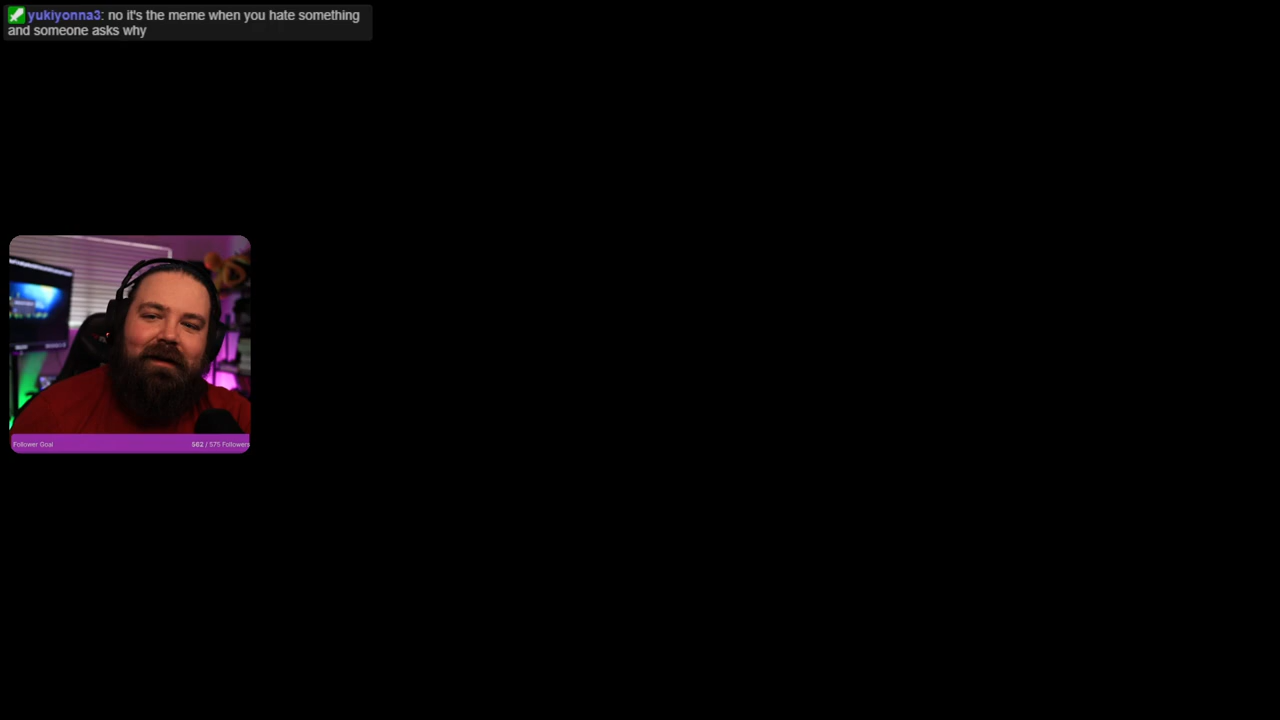 yukiyonna3: no it's the meme when you hate something
and someone asks why
Follower Goal 562 / 575 Followers